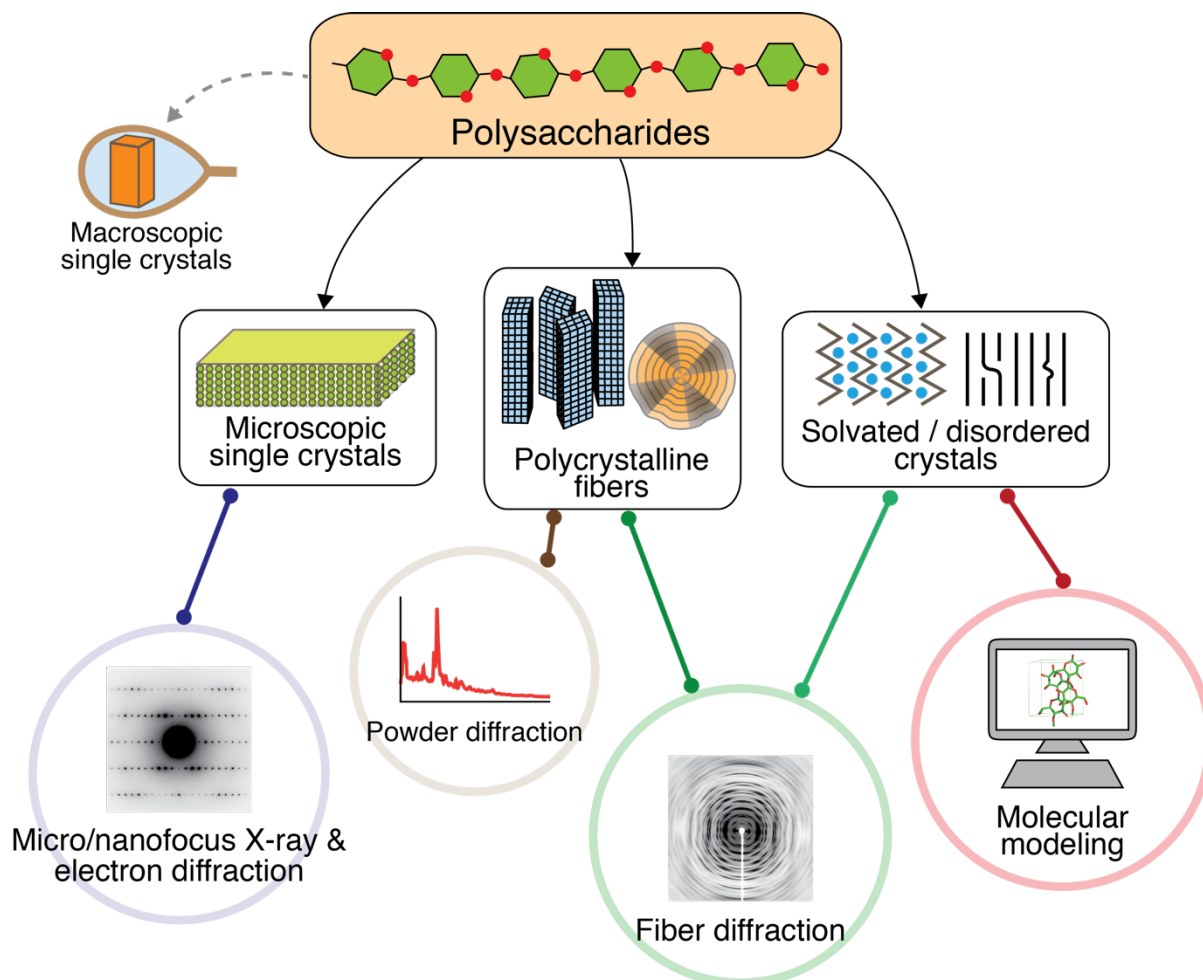 Polysaccharides
Macroscopic
single crystals
Microscopic
single crystals
Polycrystalline
fibers
Solvated / disordered
crystals
Powder diffraction
Micro/nanofocus X-ray &
electron diffraction
Fiber diffraction
Molecular
modeling